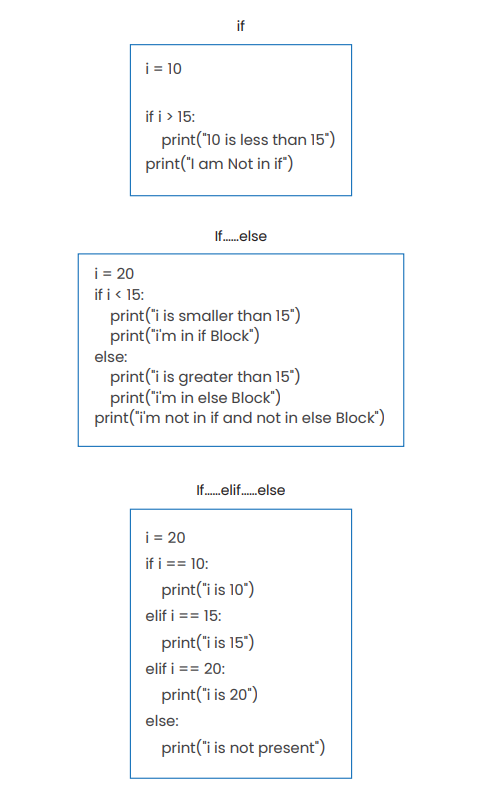 if
i = 10
if i > 15:
print("10 is less than 15")
print("I am Not in if")
If......else
i = 20
if i < 15:
print("i is smaller than 15")
print("i'm in if Block")
else:
print("i is greater than 15")
print("i'm in else Block")
print("i'm not in if and not in else Block")
If......elif......else
i = 20
if i == 10:
print("i is 10")
elif i == 15:
print("i is 15")
elif i == 20:
print("i is 20")
else:
print("i is not present")